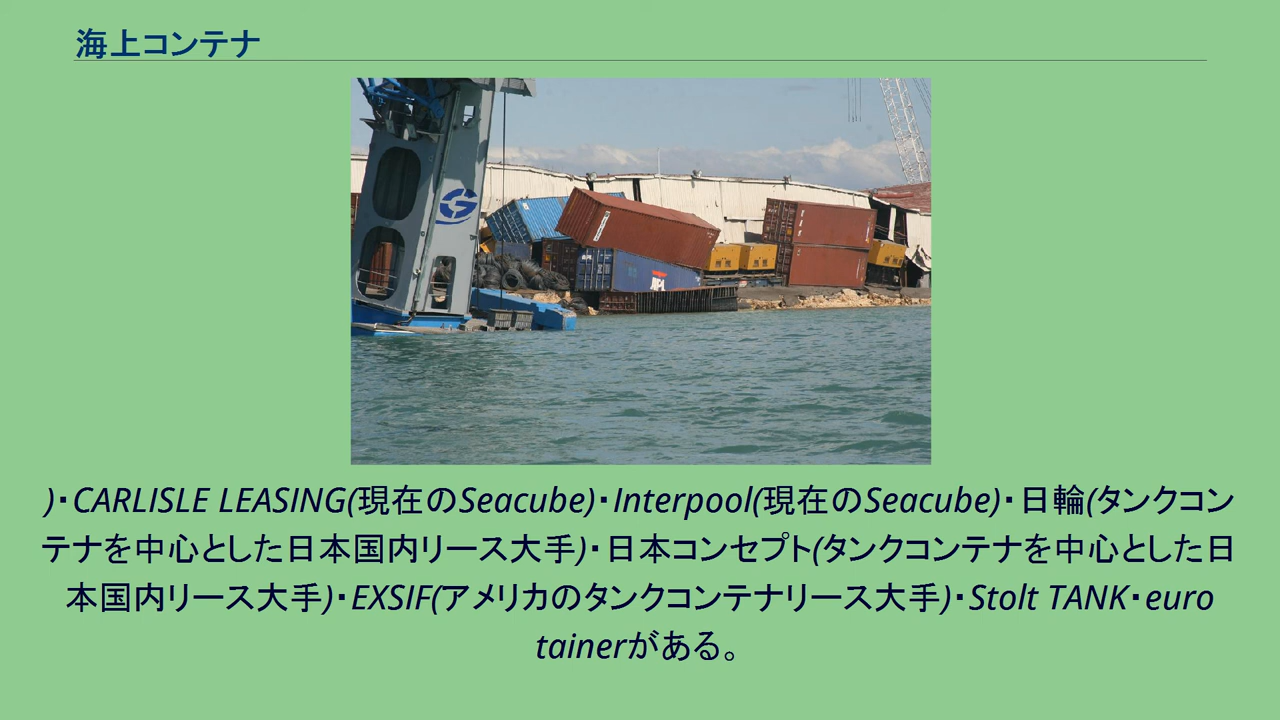 海上コンテナ
)・CARLISLE LEASING(現在のSeacube)・Interpool(現在のSeacube)・日輪(タンクコン
テナを中心とした日本国内リース大手)・日本コンセプト(タンクコンテナを中心とした日
本国内リース大手)・EXSIF(アメリカのタンクコンテナリース大手)・Stolt TANK・euro
tainerがある。